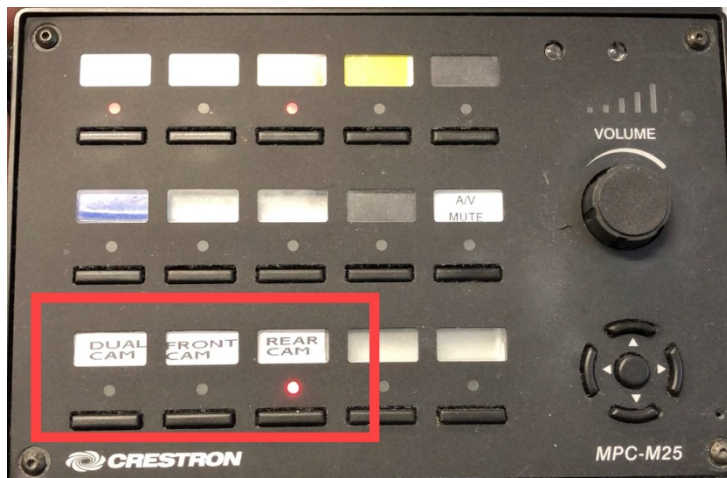 VOLUME
A/V
MUTE
DUAL
CAM
FRONT
CAM
REAR
CAM
CRESTRON
MPC-M25